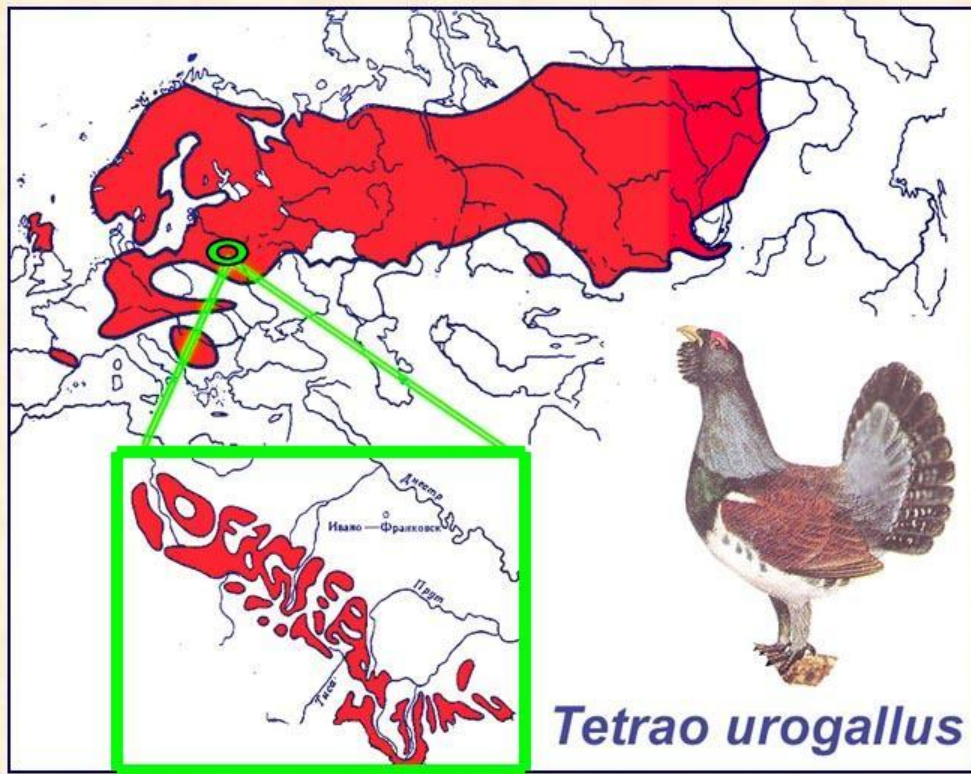 Днестр
Ивано—Франковск
Прут
Тиса
Tetrao urogallus